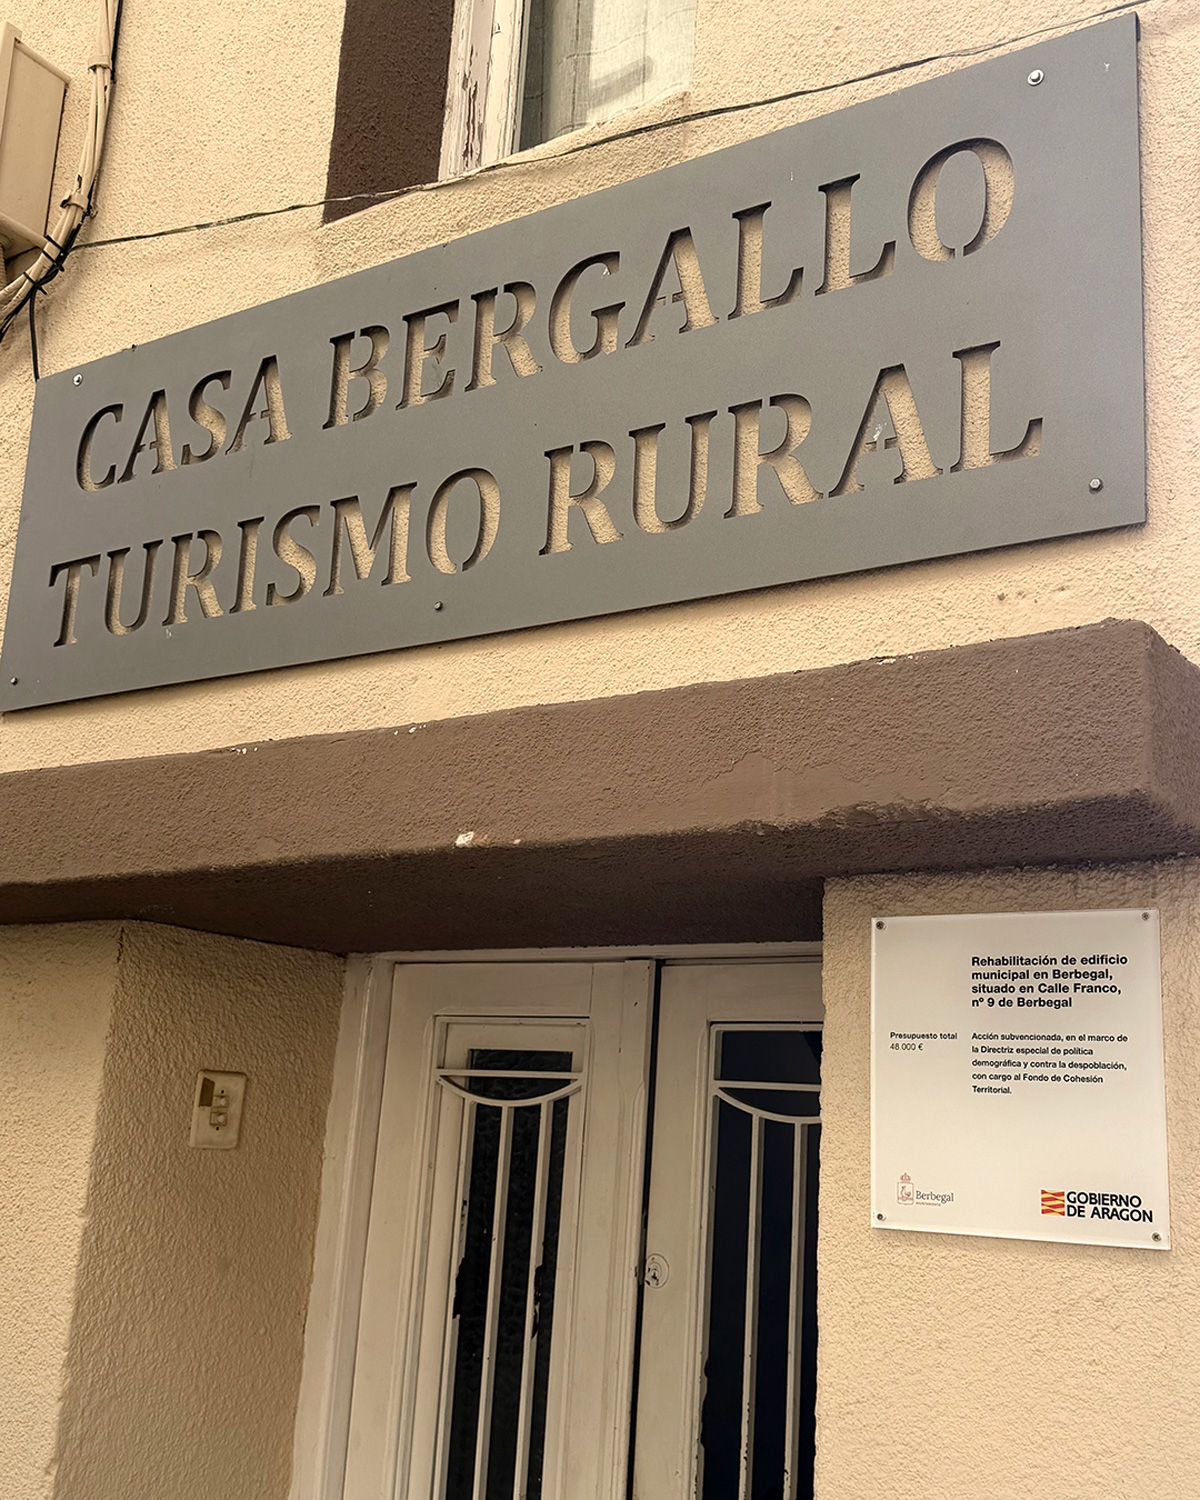 CASA BERGALLO
TURISMO RURAL
Rehabilitación de edificio
municipal en Berbegal,
situado en Calle Franco,
nº 9 de Berbegal
Presupuesto total
48.000 €
Acción subvencionada, en el marco de
la Directriz especial de política
demográfica y contra la despoblación,
con cargo al Fondo de Cohesión
Territorial.
Berbegal
AYUNTAMIENTO
GOBIERNO
DE ARAGON